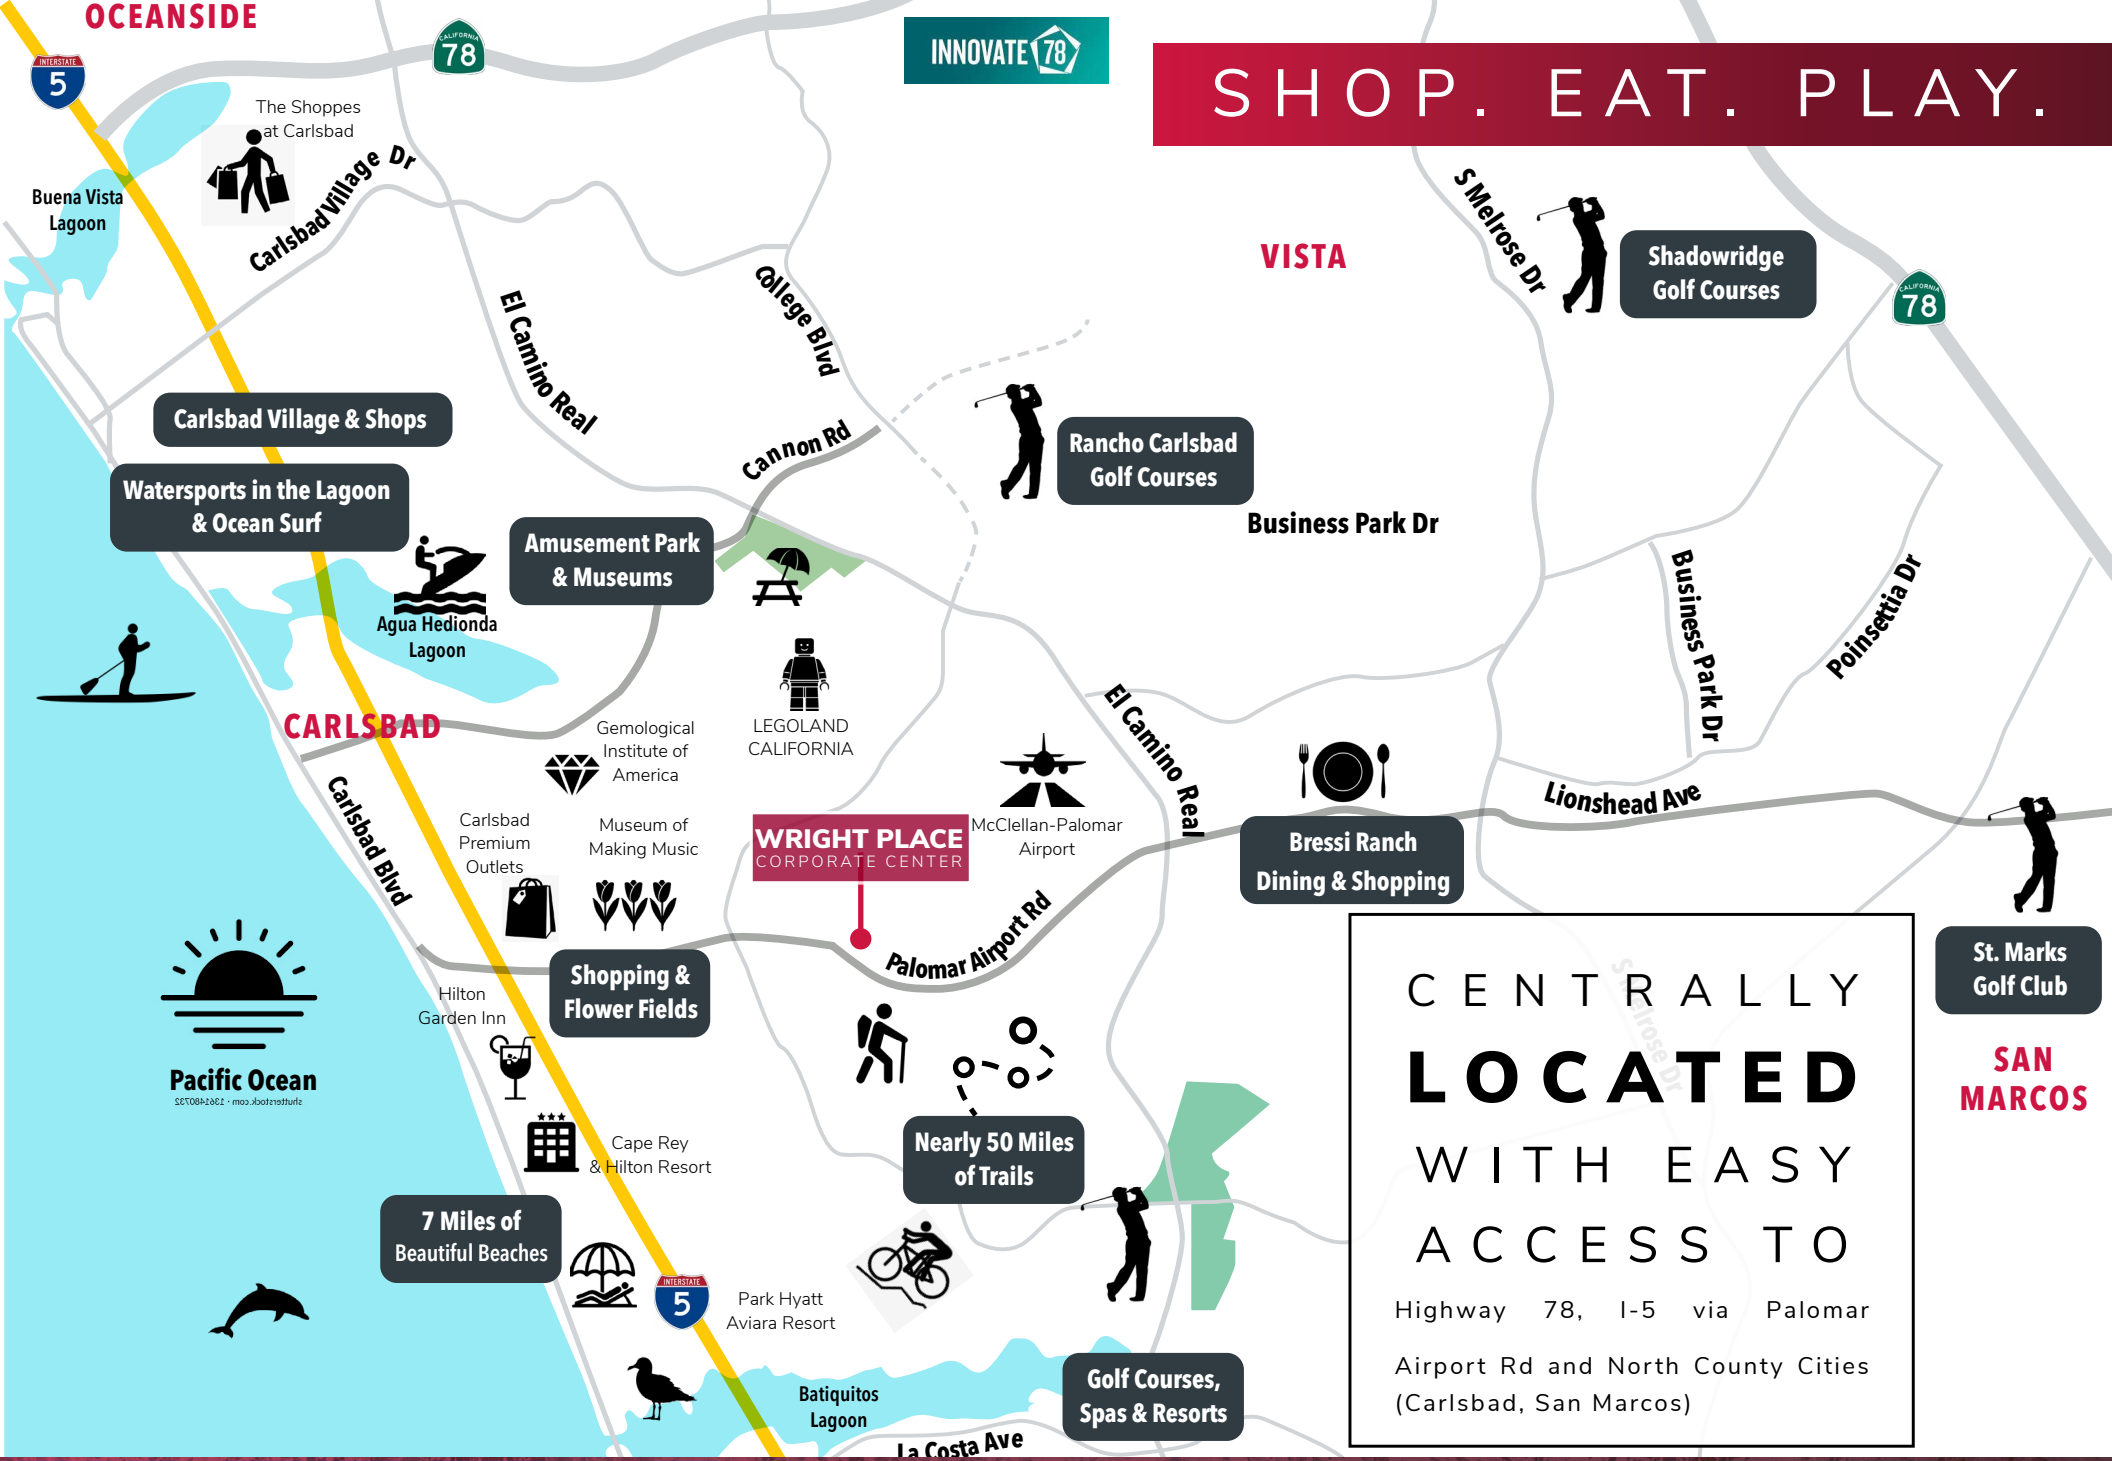 OCEANSIDE
INTERSTATE
5
CALIFORNIA
78
INNOVATE 78
SHOP. EAT. PLAY.
The Shoppes
at Carlsbad
Buena Vista
Lagoon
Carlsbad Village Dr
S Melrose Dr
VISTA
Shadowridge
Golf Courses
CALIFORNIA
78
El Camino Real
College Blvd
Carlsbad Village & Shops
Cannon Rd
Rancho Carlsbad
Golf Courses
Watersports in the Lagoon
& Ocean Surf
Business Park Dr
Amusement Park
& Museums
Business Park Dr
Poinsettia Dr
Agua Hedionda
Lagoon
CARLSBAD
Gemological
Institute of
America
LEGOLAND
CALIFORNIA
El Camino Real
Lionshead Ave
Carlsbad Blvd
Carlsbad
Premium
Outlets
Museum of
Making Music
WRIGHT PLACE
CORPORATE CENTER
McClellan-Palomar
Airport
Bressi Ranch
Dining & Shopping
Palomar Airport Rd
Shopping &
Flower Fields
St. Marks
Golf Club
Hilton
Garden Inn
Pacific Ocean
shutterstock.com · 1361480732
SAN
MARCOS
S Melrose Dr
CENTRALLY
LOCATED
WITH EASY
ACCESS TO
Highway 78, I-5 via Palomar
Airport Rd and North County Cities
(Carlsbad, San Marcos)
Cape Rey
& Hilton Resort
Nearly 50 Miles
of Trails
7 Miles of
Beautiful Beaches
INTERSTATE
5
Park Hyatt
Aviara Resort
Batiquitos
Lagoon
Golf Courses,
Spas & Resorts
La Costa Ave